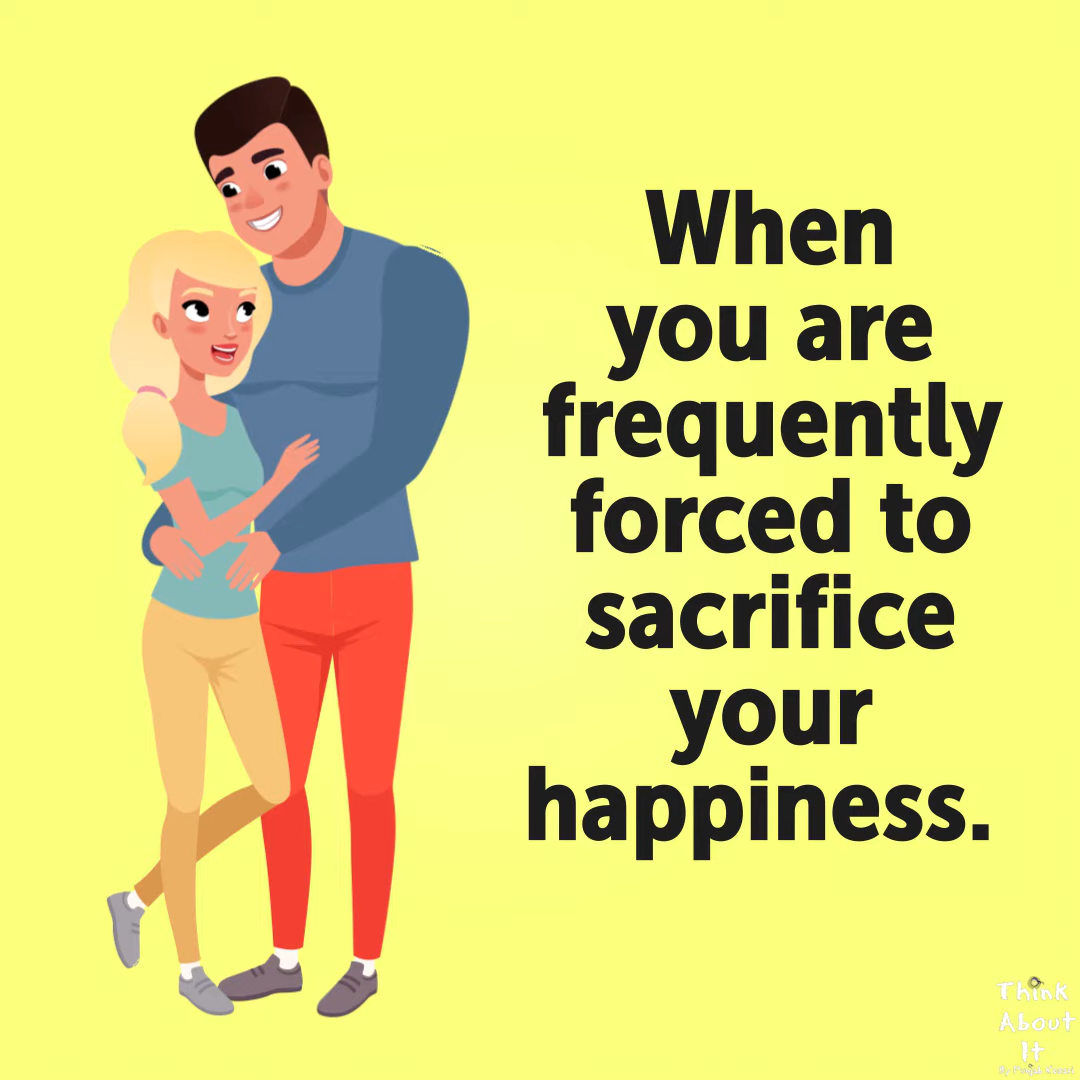 When
you are
frequently
forced to
sacrifice
your
happiness.
Think
About
It